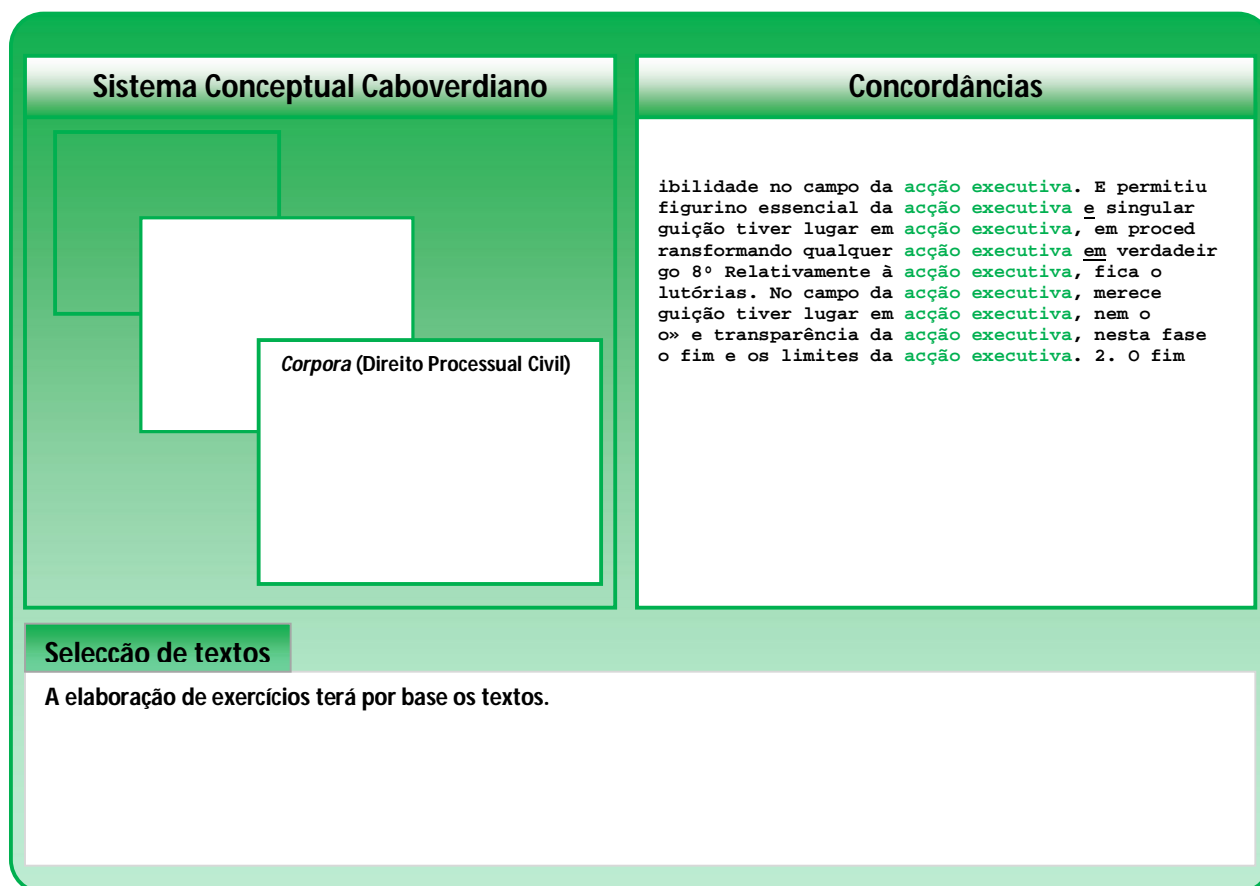 Sistema Conceptual Caboverdiano
Corpora (Direito Processual Civil)
Concordâncias
ibilidade no campo da acção executiva. E permitiu
figurino essencial da acção executiva e singular
guição tiver lugar em acção executiva, em proced
ransformando qualquer acção executiva em verdadeir
go 8º Relativamente à acção executiva, fica o
lutórias. No campo da acção executiva, merece
guição tiver lugar em acção executiva, nem o
o» e transparência da acção executiva, nesta fase
o fim e os limites da acção executiva. 2. O fim
Selecção de textos
A elaboração de exercícios terá por base os textos.